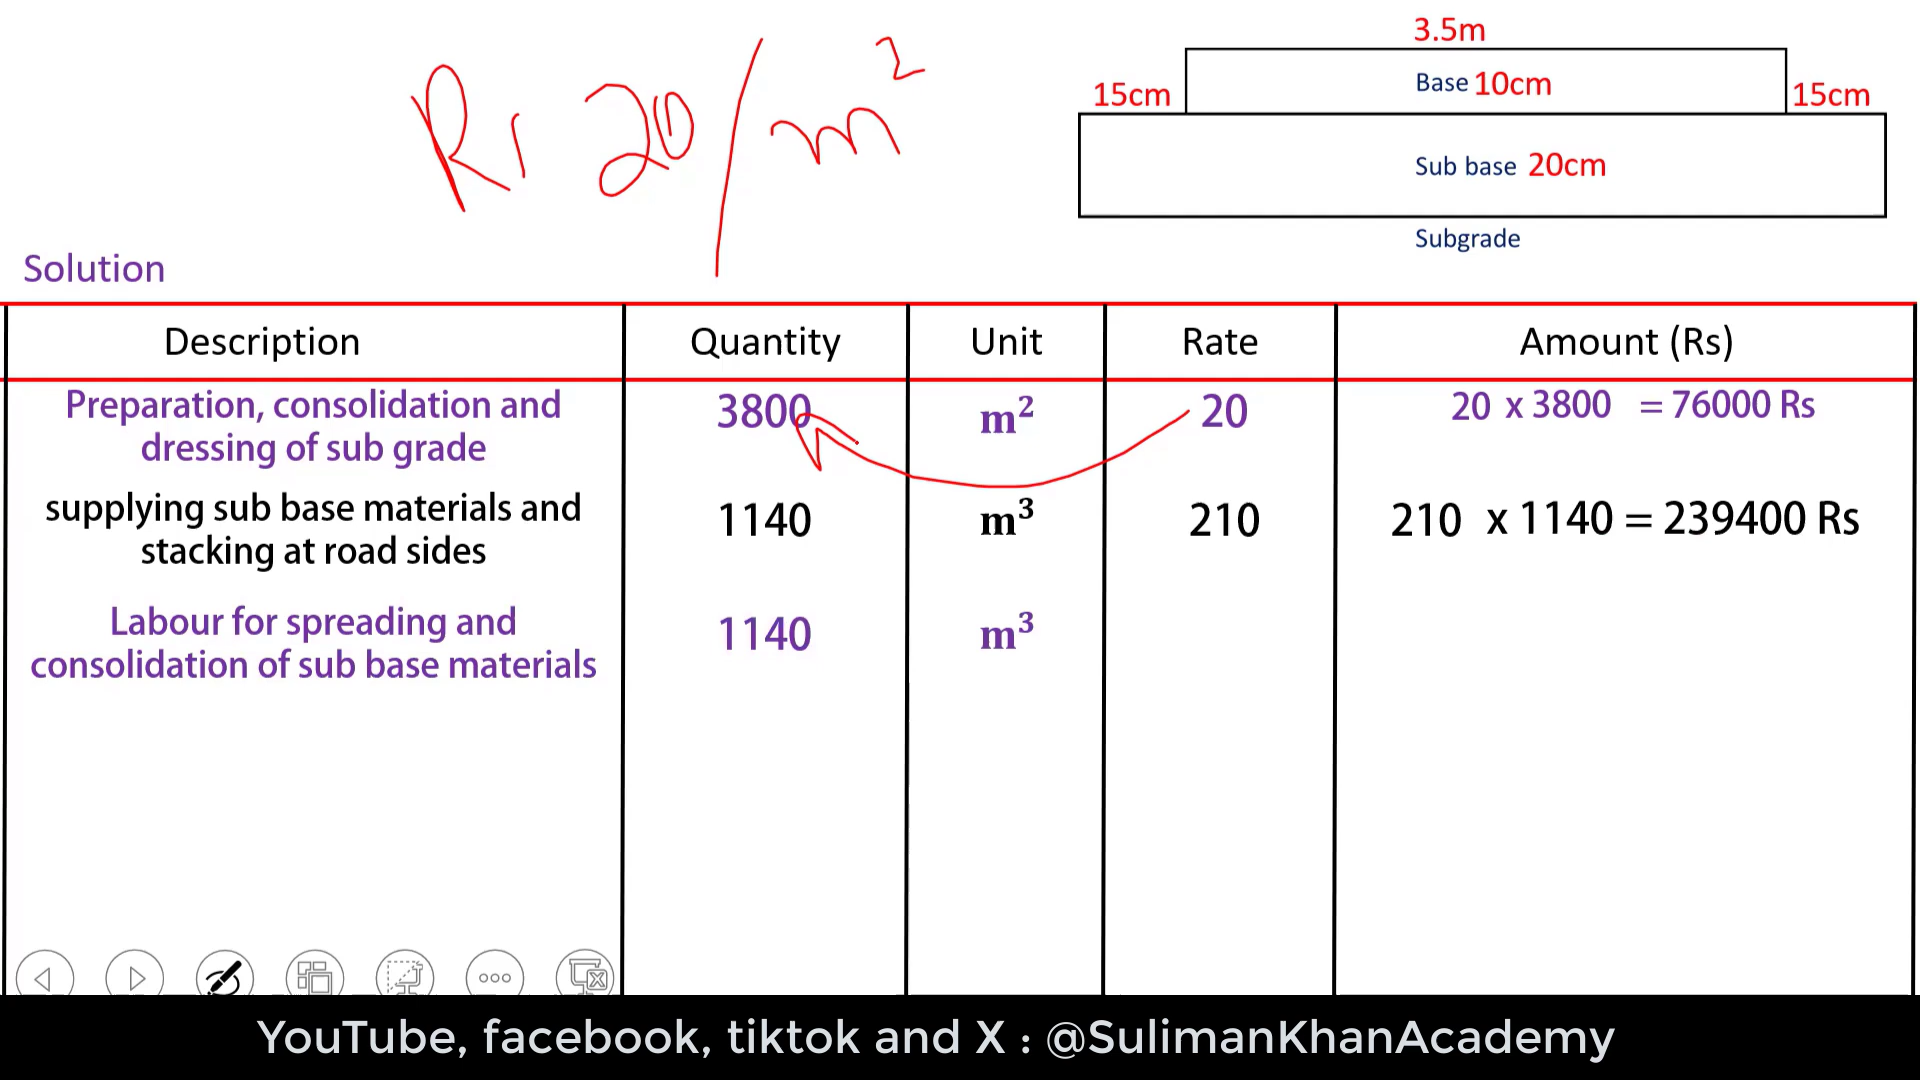 Rs 20/m²
3.5m
15cm
Base 10cm
15cm
Sub base 20cm
Subgrade
Solution
Description Quantity Unit Rate Amount (Rs)
Preparation, consolidation and
dressing of sub grade
3800 m² 20 20 x 3800 = 76000 Rs
supplying sub base materials and
stacking at road sides
1140 m³ 210 210 x 1140 = 239400 Rs
Labour for spreading and
consolidation of sub base materials
1140 m³
YouTube, facebook, tiktok and X : @SulimanKhanAcademy